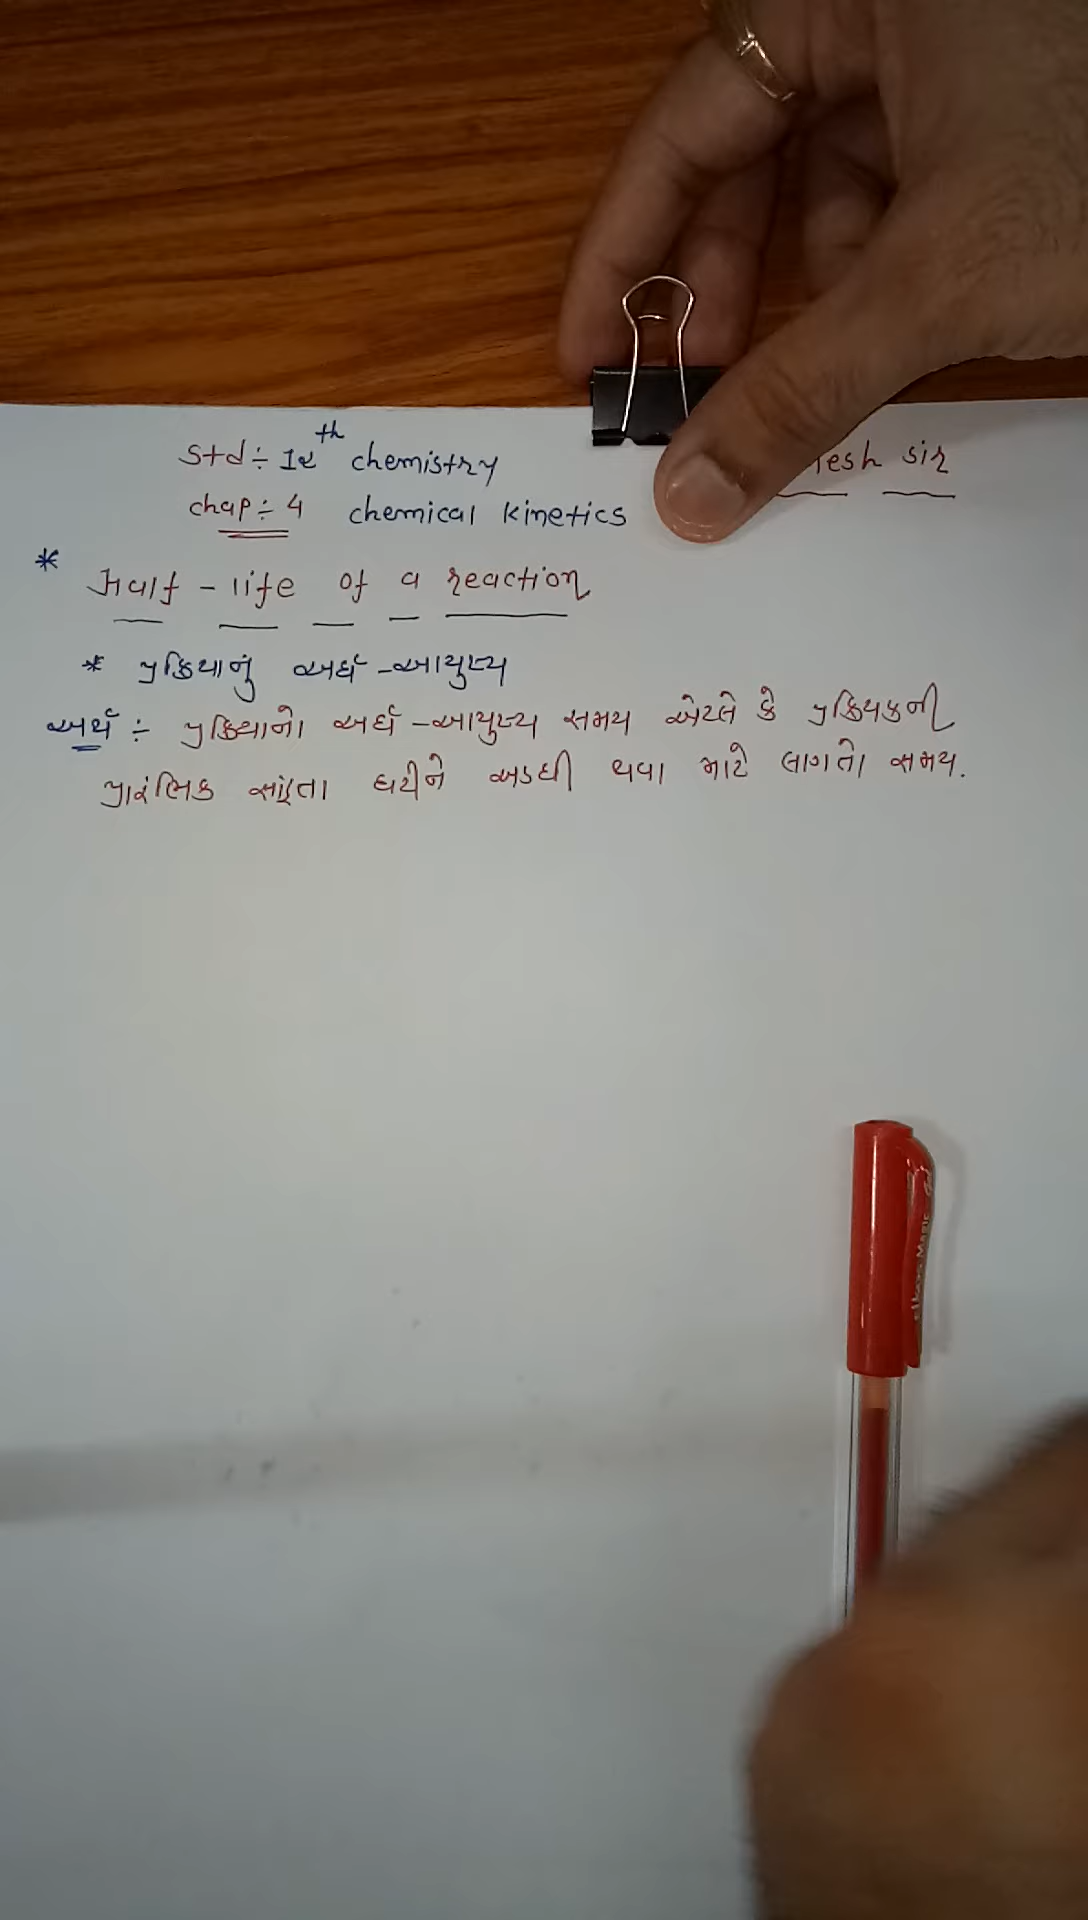 Std ÷ 12th chemistry
sir
chap ÷ 4 chemical kinetics
* Half - life of a reaction
* પ્રક્રિયાનું અર્ધ - આયુષ્ય
અર્થ ÷ પ્રક્રિયાનો અર્ધ - આયુષ્ય સમય એટલે કે પ્રક્રિયકની
પ્રારંભિક સાંદ્રતા ઘટીને અડધી થવા માટે લાગતો સમય.